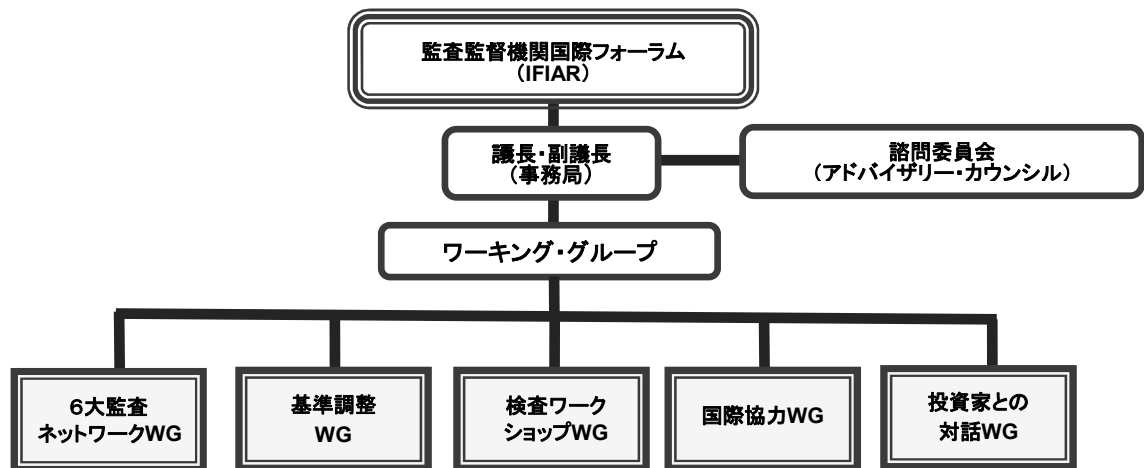 監査監督機関国際フォーラム
（IFIAR）
議長・副議長
（事務局）
諮問委員会
（アドバイザリー・カウンシル）
ワーキング・グループ
６大監査
ネットワークWG
基準調整
WG
検査ワーク
ショップWG
国際協力WG
投資家との
対話WG